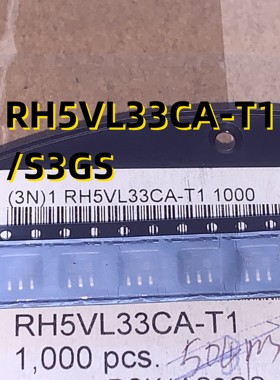 RH5VL33CA-T1
/S3GS
(3N)1 RH5VL33CA-T1 1000
RH5VL33CA-T1
1,000 pcs.